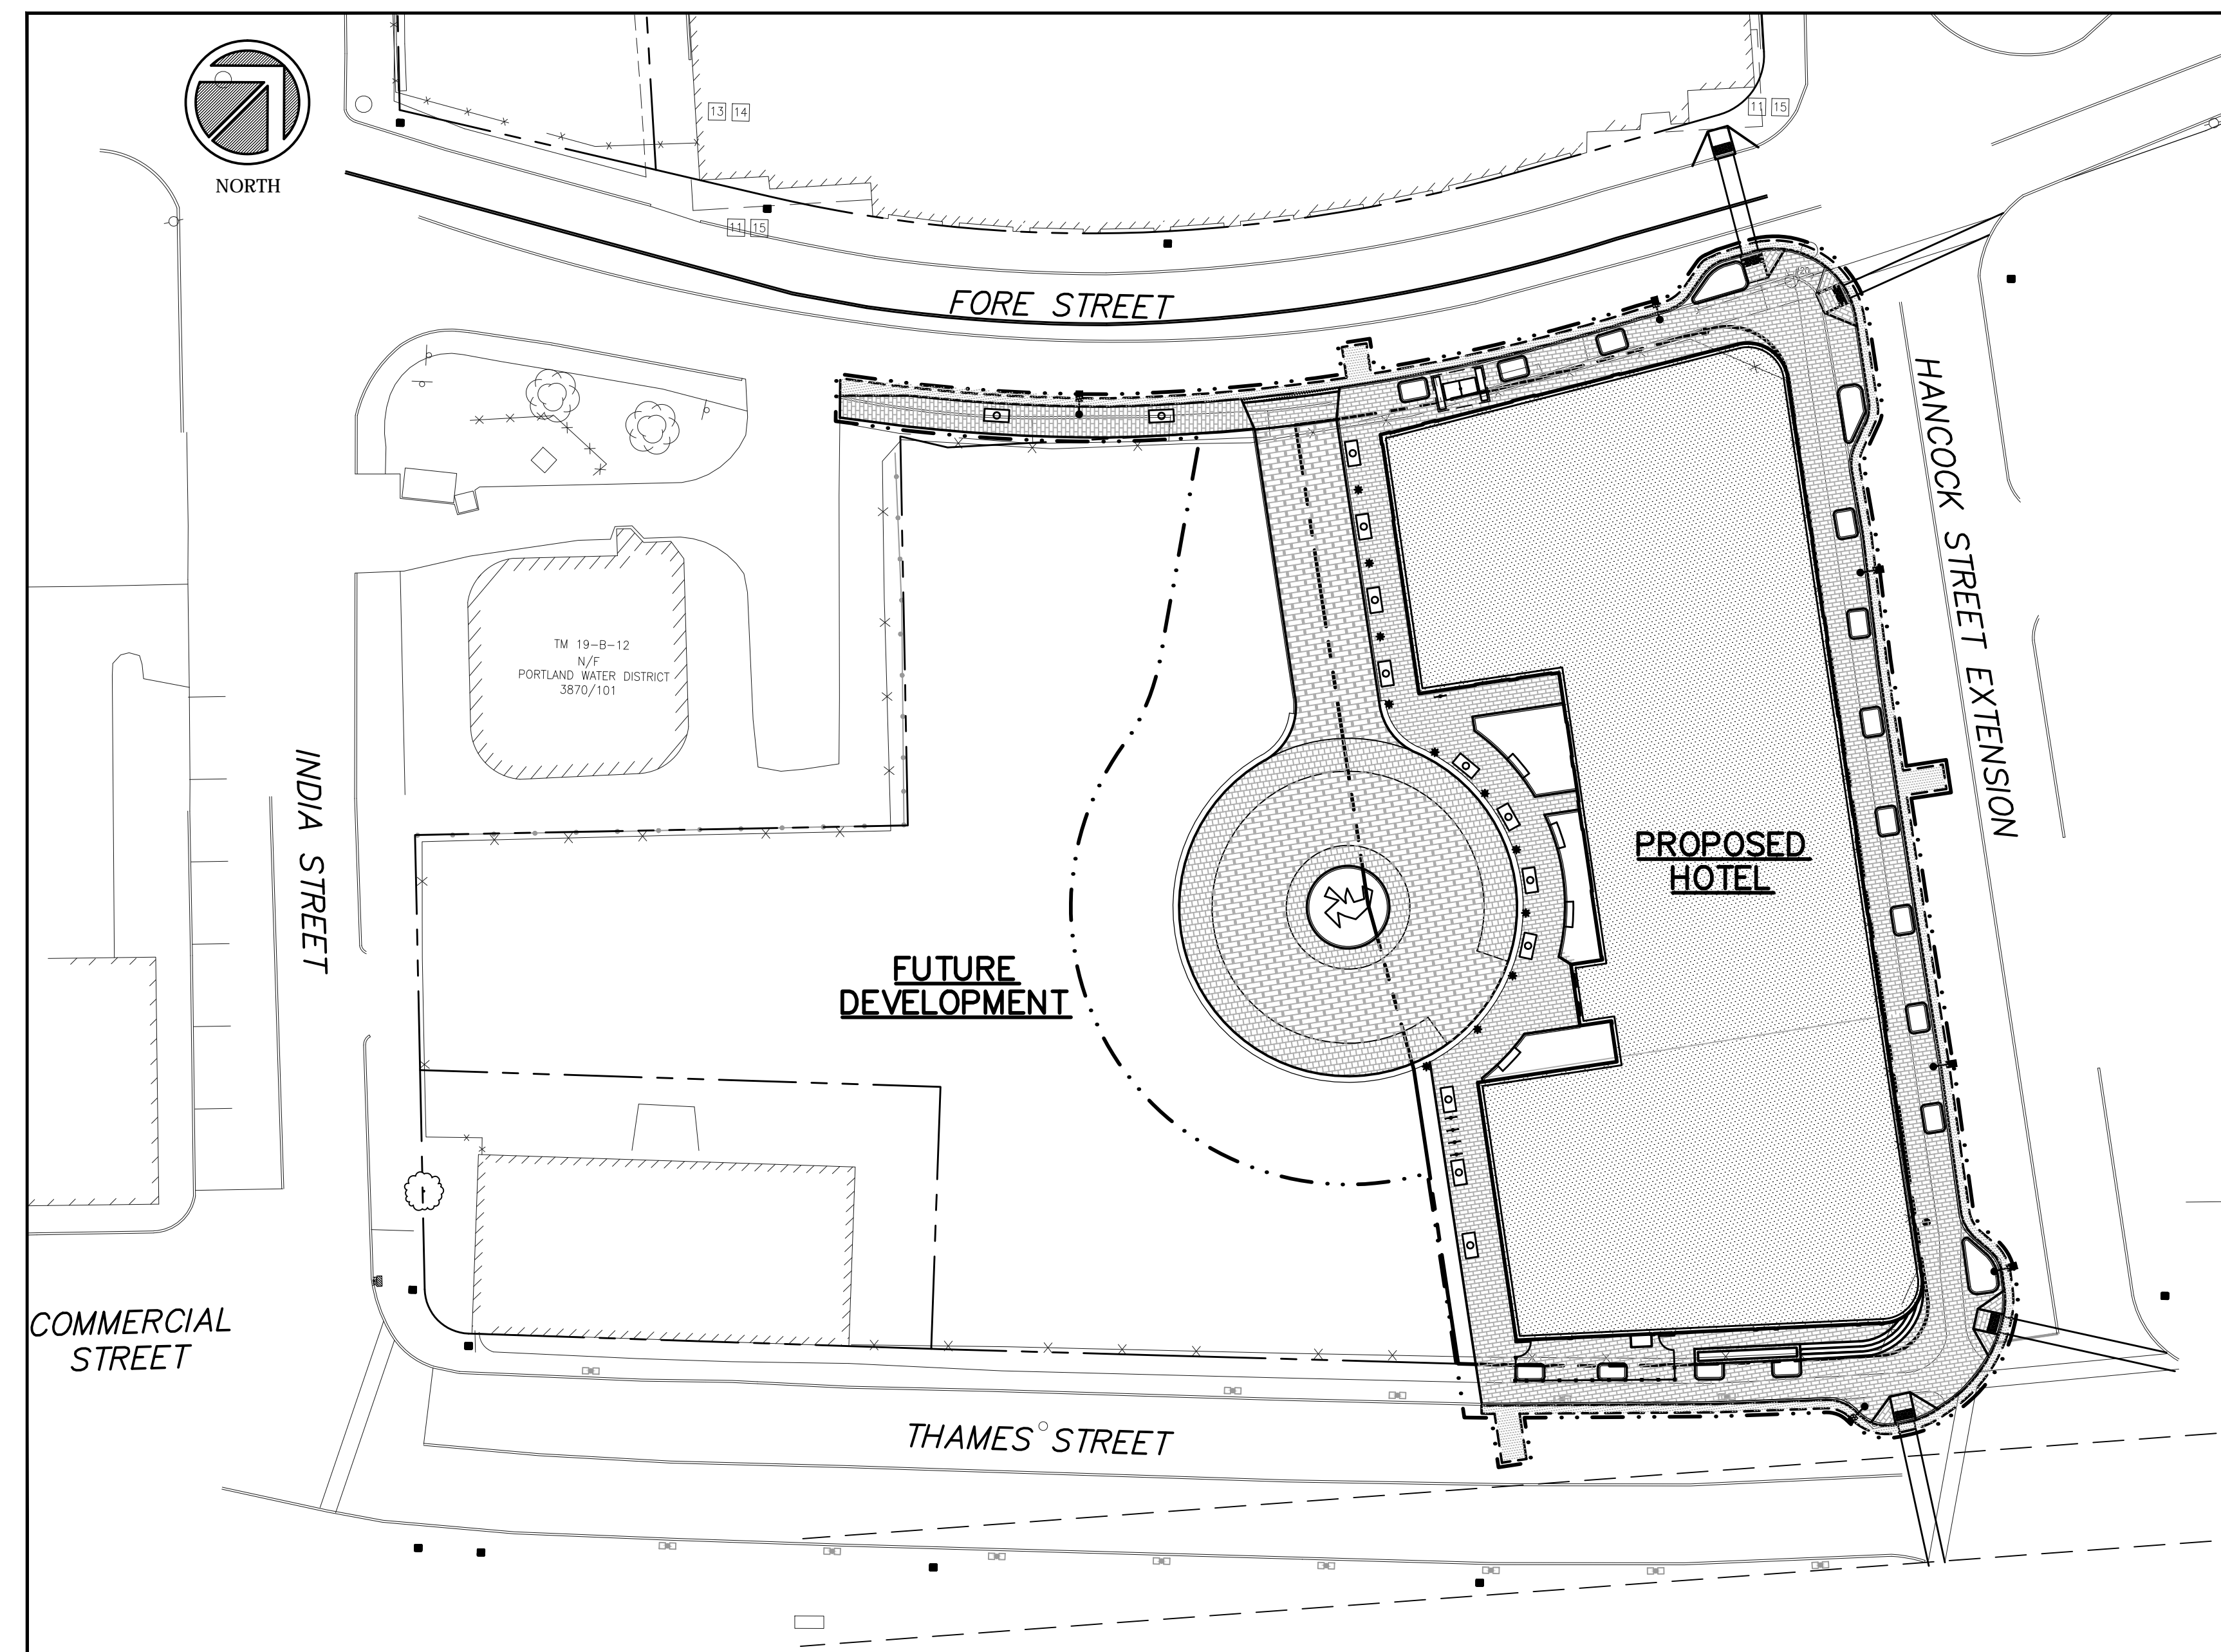 13 14
11 15
NORTH
11 15
FORE STREET
20
HANCOCK STREET EXTENSION
TM 19-B-12
N/F
PORTLAND WATER DISTRICT
3870/101
INDIA STREET
PROPOSED
HOTEL
FUTURE
DEVELOPMENT
COMMERCIAL
STREET
THAMES STREET